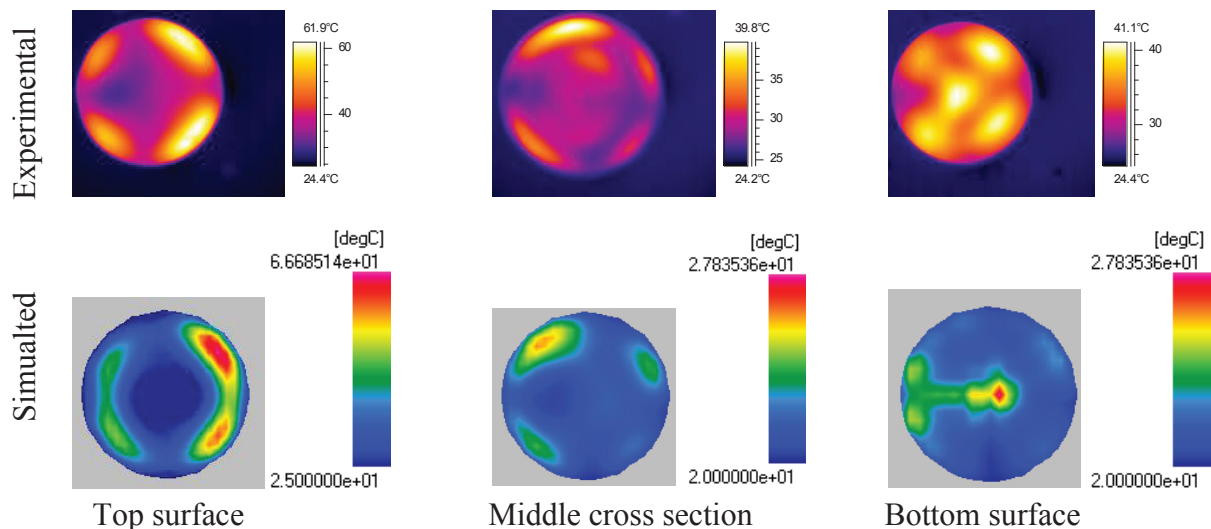 Experimental
61.9°C
60
40
24.4°C
39.8°C
35
30
25
24.2°C
41.1°C
40
30
24.4°C
Simualted
[degC]
6.668514e+01
2.500000e+01
[degC]
2.783536e+01
2.000000e+01
[degC]
2.783536e+01
2.000000e+01
Top surface
Middle cross section
Bottom surface